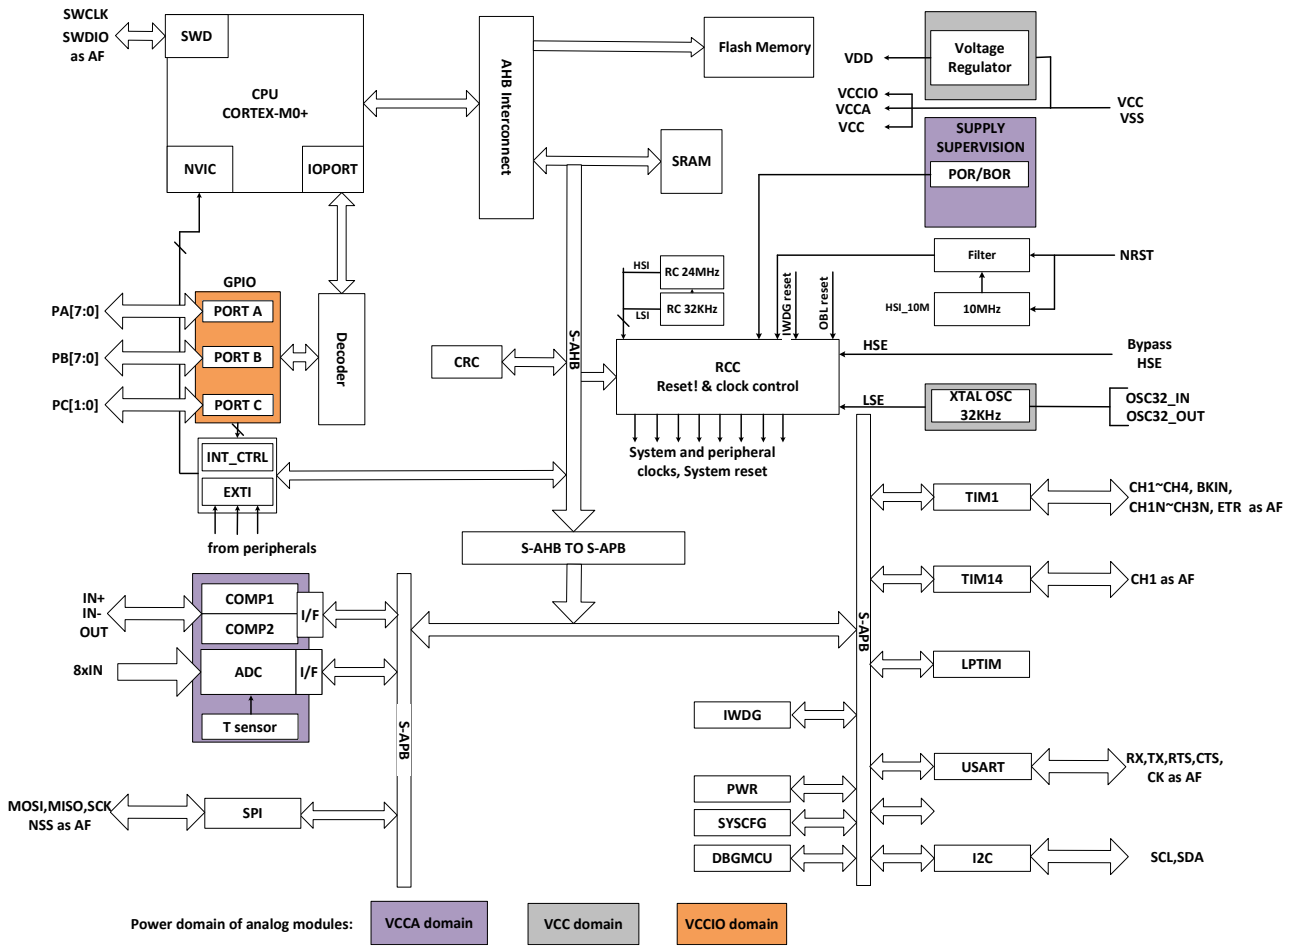 SWCLK
SWDIO
as AF
SWD
CPU
CORTEX-M0+
NVIC
IOPORT
AHB Interconnect
Flash Memory
SRAM
Voltage
Regulator
VDD
VCCIO
VCCA
VCC
VCC
VSS
SUPPLY
SUPERVISION
POR/BOR
Filter
NRST
HSI_10M
10MHz
HSI
RC 24MHz
LSI
RC 32KHz
IWDG reset
OBL reset
GPIO
PA[7:0]
PORT A
PB[7:0]
PORT B
PC[1:0]
PORT C
Decoder
CRC
S-AHB
RCC
Reset! & clock control
HSE
Bypass
HSE
LSE
XTAL OSC
32KHz
OSC32_IN
OSC32_OUT
System and peripheral
clocks, System reset
INT_CTRL
EXTI
from peripherals
S-AHB TO S-APB
TIM1
CH1~CH4, BKIN,
CH1N~CH3N, ETR  as AF
TIM14
CH1 as AF
IN+
IN-
OUT
COMP1
COMP2
I/F
8xIN
ADC
I/F
T sensor
S-APB
S-APB
LPTIM
IWDG
USART
RX,TX,RTS,CTS,
CK as AF
MOSI,MISO,SCK
NSS as AF
SPI
PWR
SYSCFG
DBGMCU
I2C
SCL,SDA
Power domain of analog modules:
VCCA domain
VCC domain
VCCIO domain